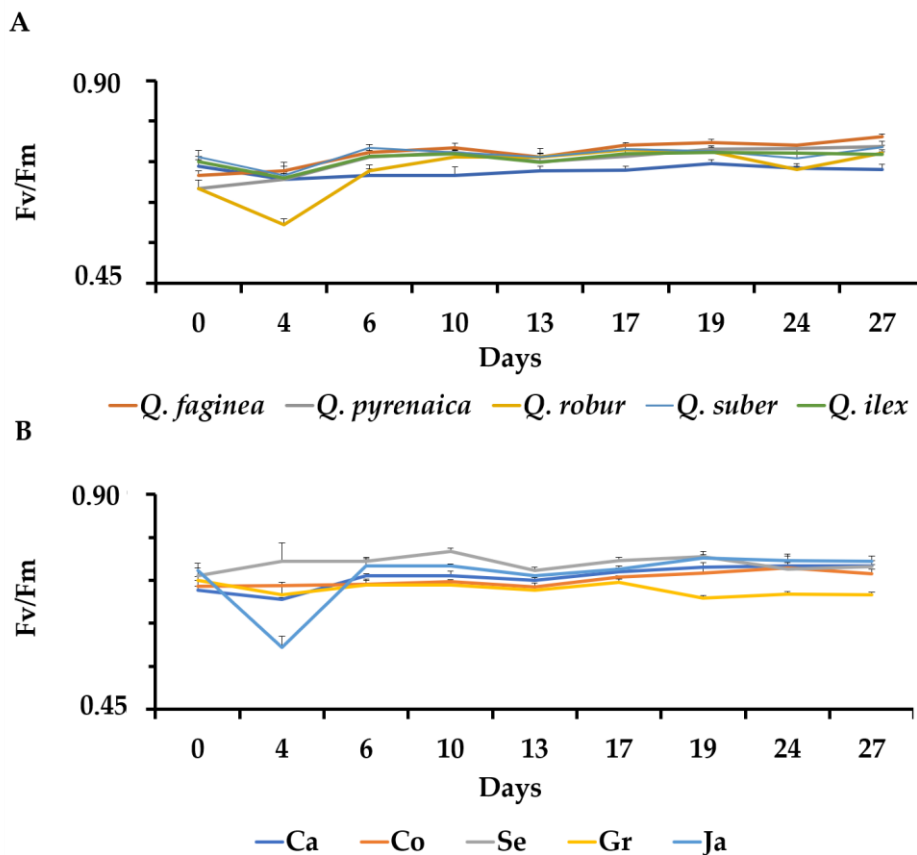 A
0.90
Fv/Fm
0.45
0 4 6 10 13 17 19 24 27
Days
Q. faginea Q. pyrenaica Q. robur Q. suber Q. ilex
B
0.90
Fv/Fm
0.45
0 4 6 10 13 17 19 24 27
Days
Ca Co Se Gr Ja